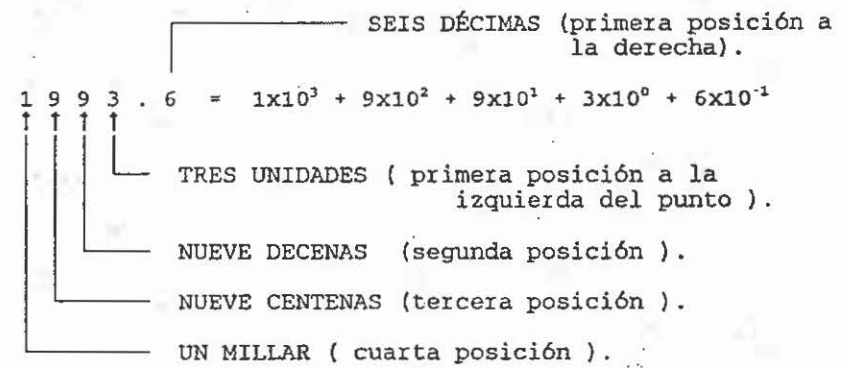 SEIS DÉCIMAS (primera posición a
la derecha).
1 9 9 3 . 6 = 1x10³ + 9x10² + 9x10¹ + 3x10⁰ + 6x10⁻¹
TRES UNIDADES ( primera posición a la
izquierda del punto ).
NUEVE DECENAS (segunda posición ).
NUEVE CENTENAS (tercera posición ).
UN MILLAR ( cuarta posición ).